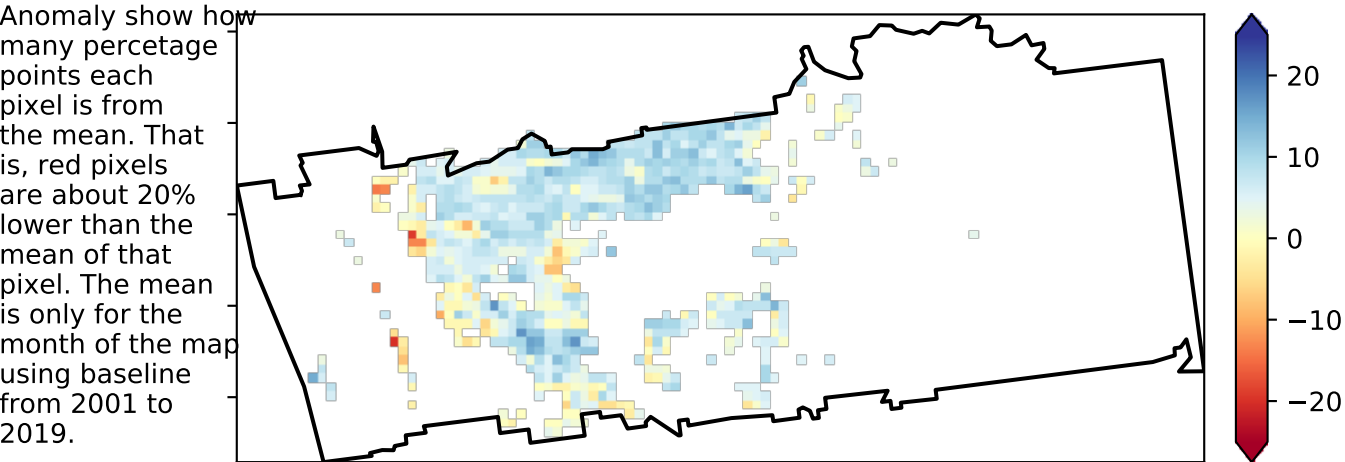 Anomaly show how
many percetage
points each
pixel is from
the mean. That
is, red pixels
are about 20%
lower than the
mean of that
pixel. The mean
is only for the
month of the map
using baseline
from 2001 to
2019.
20
10
0
−10
−20